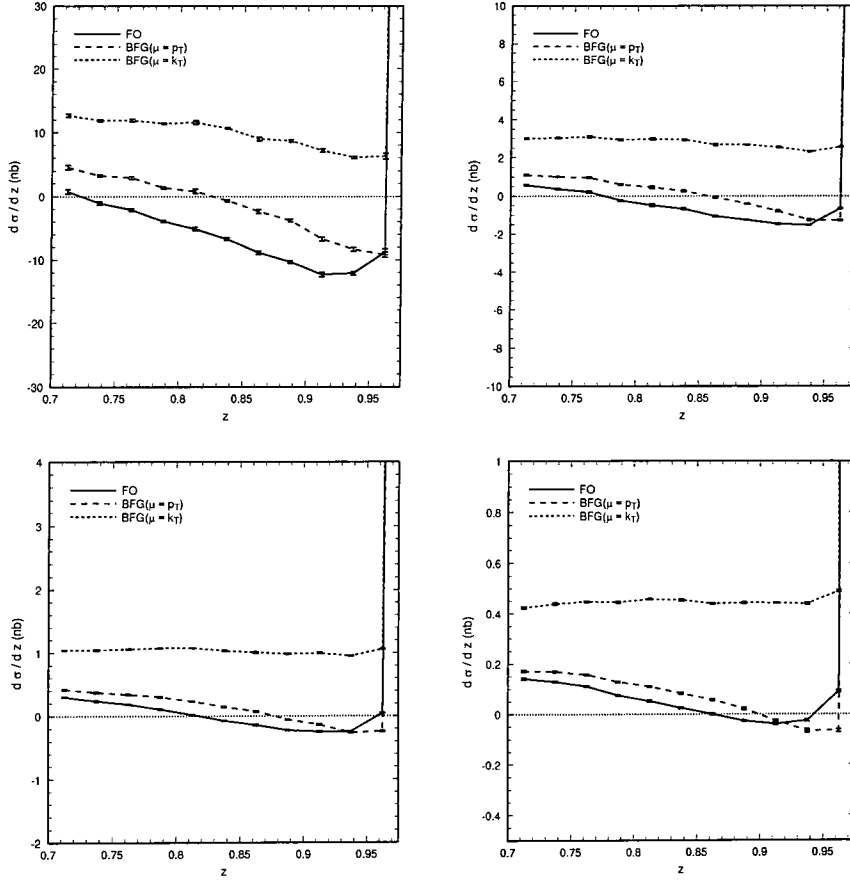 30
20
10
0
-10
-20
-30
0.7
0.75
0.8
0.85
0.9
0.95
z
d σ / d z (nb)
FO
BFG(μ = pT)
BFG(μ = kT)
10
8
6
4
2
0
-2
-4
-6
-8
-10
0.7
0.75
0.8
0.85
0.9
0.95
z
d σ / d z (nb)
FO
BFG(μ = pT)
BFG(μ = kT)
4
3
2
1
0
-1
-2
0.7
0.75
0.8
0.85
0.9
0.95
z
d σ / d z (nb)
FO
BFG(μ = pT)
BFG(μ = kT)
1
0.8
0.6
0.4
0.2
0
-0.2
-0.4
0.7
0.75
0.8
0.85
0.9
0.95
z
d σ / d z (nb)
FO
BFG(μ = pT)
BFG(μ = kT)